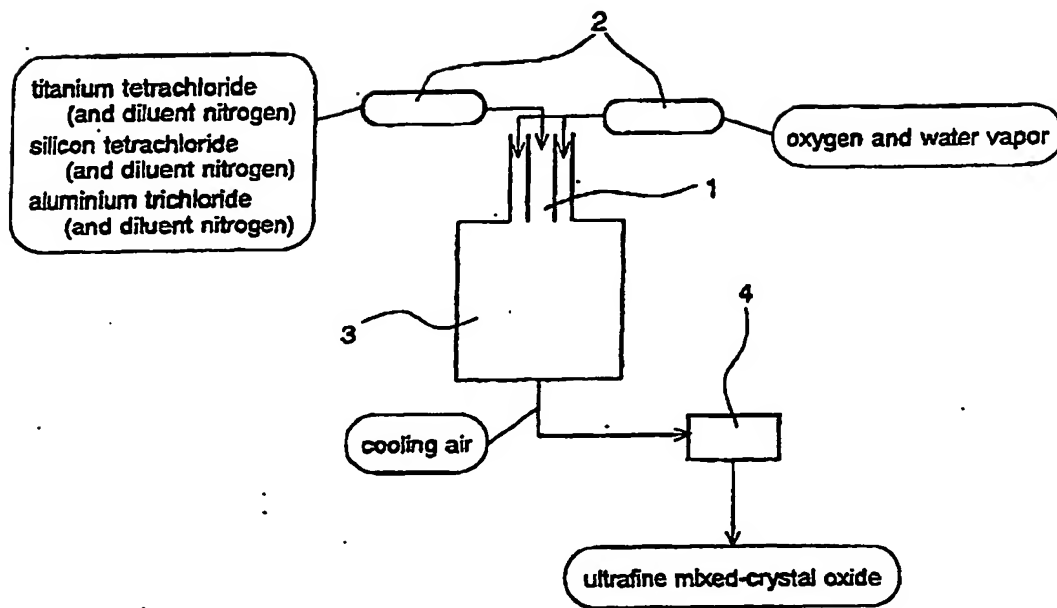 2
titanium tetrachloride
(and diluent nitrogen)
silicon tetrachloride
(and diluent nitrogen)
aluminium trichloride
(and diluent nitrogen)
oxygen and water vapor
1
3
4
cooling air
ultrafine mixed-crystal oxide